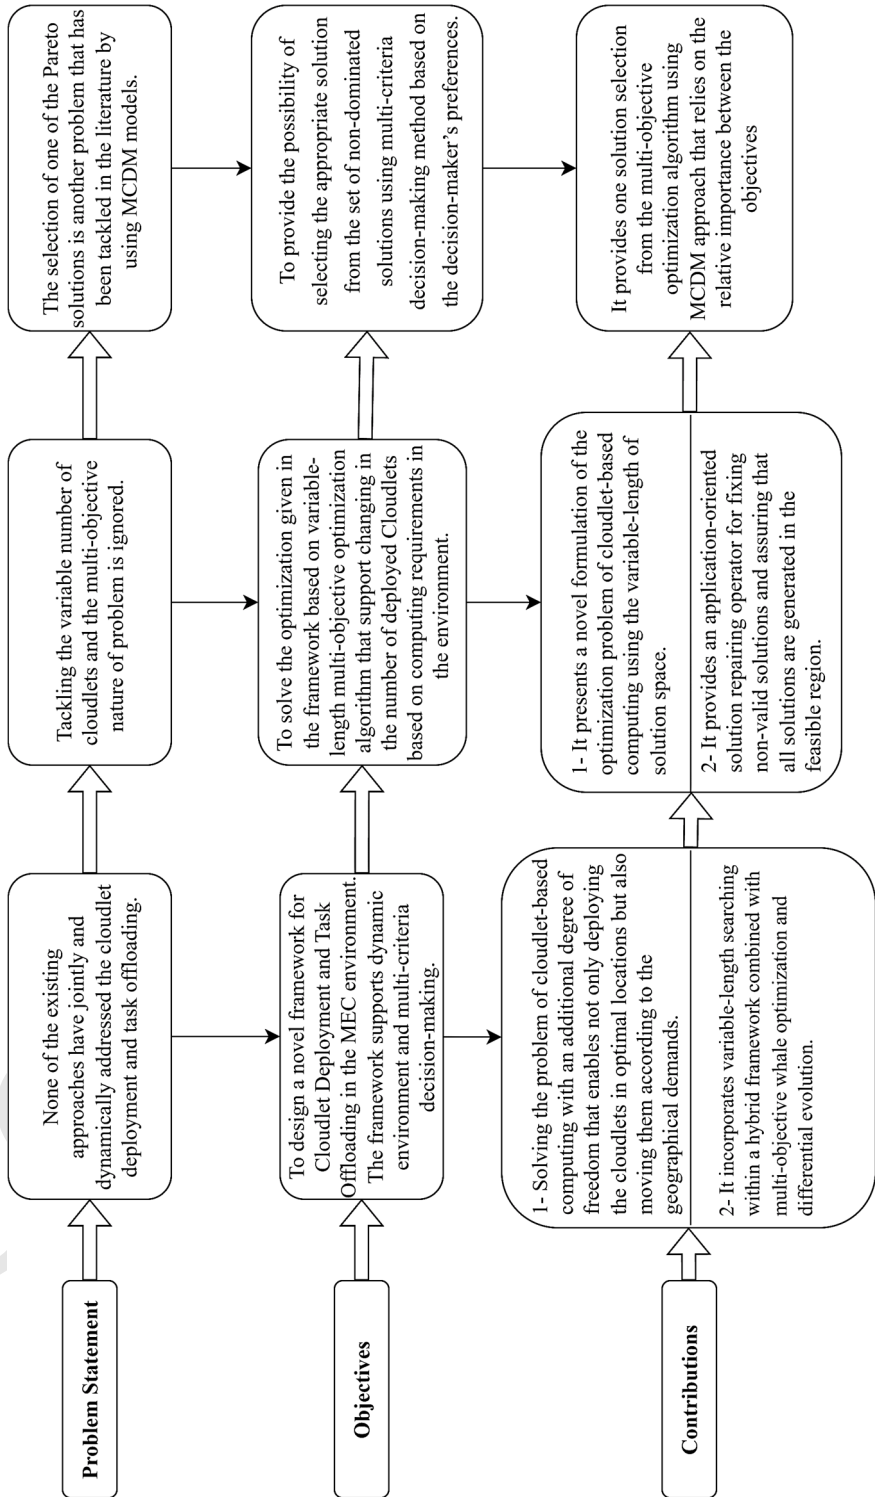 Problem Statement
None of the existing
approaches have jointly and
dynamically addressed the cloudlet
deployment and task offloading.
Tackling the variable number of
cloudlets and the multi-objective
nature of problem is ignored.
The selection of one of the Pareto
solutions is another problem that has
been tackled in the literature by
using MCDM models.
Objectives
To design a novel framework for
Cloudlet Deployment and Task
Offloading in the MEC environment.
The framework supports dynamic
environment and multi-criteria
decision-making.
To solve the optimization given in
the framework based on variable-
length multi-objective optimization
algorithm that support changing in
the number of deployed Cloudlets
based on computing requirements in
the environment.
To provide the possibility of
selecting the appropriate solution
from the set of non-dominated
solutions using multi-criteria
decision-making method based on
the decision-maker's preferences.
Contributions
1- Solving the problem of cloudlet-based
computing with an additional degree of
freedom that enables not only deploying
the cloudlets in optimal locations but also
moving them according to the
geographical demands.
2- It incorporates variable-length searching
within a hybrid framework combined with
multi-objective whale optimization and
differential evolution.
1- It presents a novel formulation of the
optimization problem of cloudlet-based
computing using the variable-length of
solution space.
2- It provides an application-oriented
solution repairing operator for fixing
non-valid solutions and assuring that
all solutions are generated in the
feasible region.
It provides one solution selection
from the multi-objective
optimization algorithm using
MCDM approach that relies on the
relative importance between the
objectives